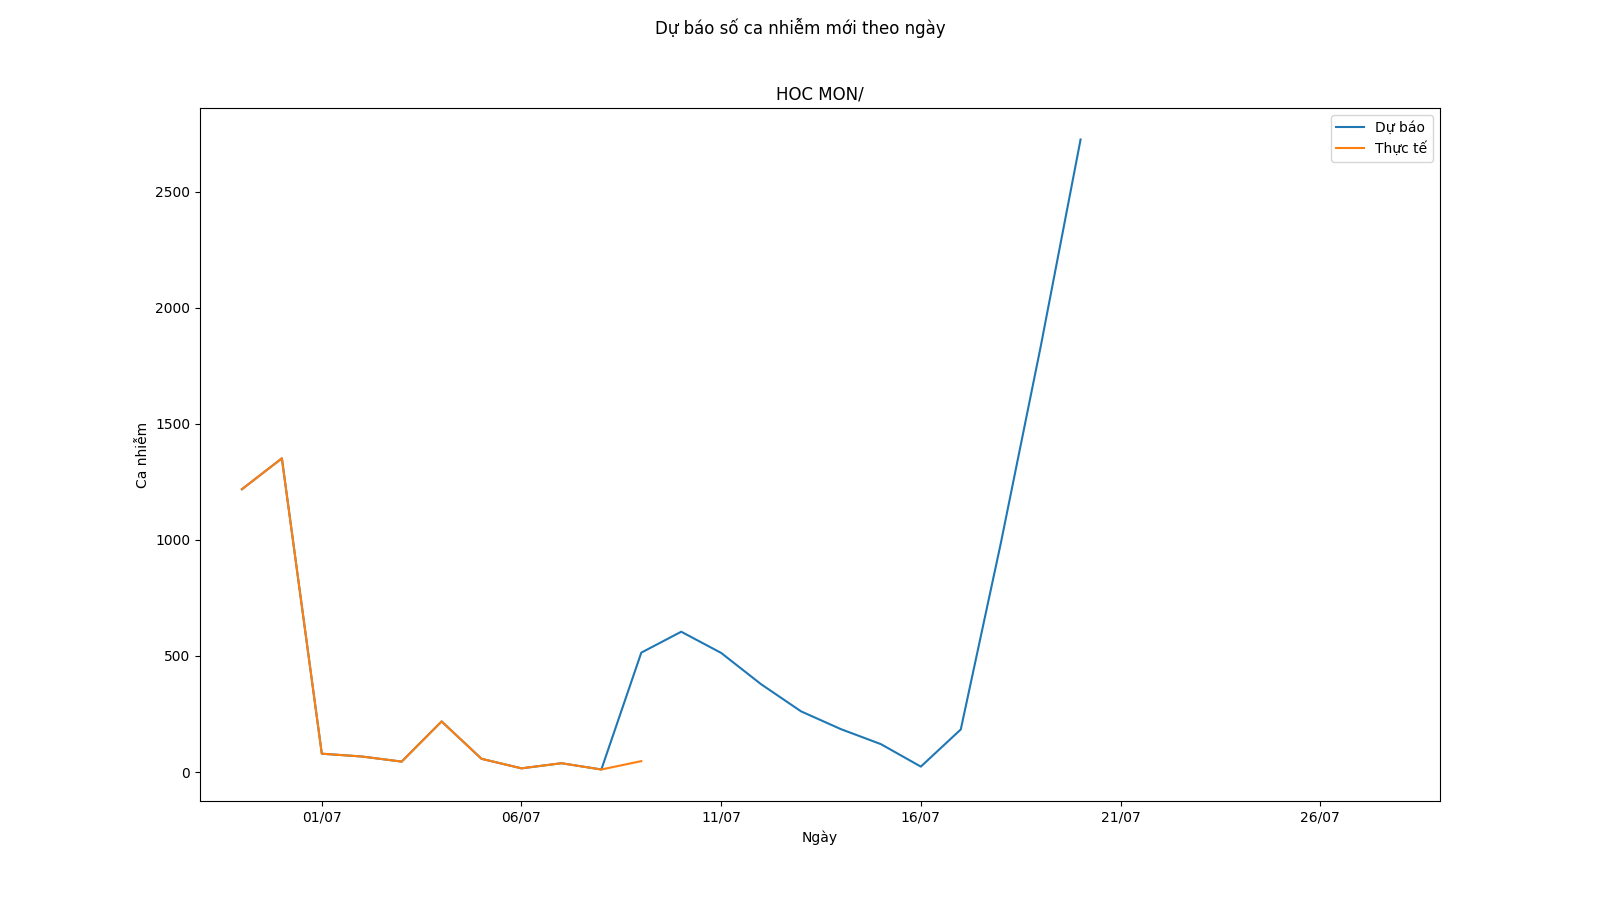 Dự báo số ca nhiễm mới theo ngày
HOC MON/
Dự báo
Thực tế
2500
2000
1500
1000
500
0
Ca nhiễm
01/07
06/07
11/07
16/07
21/07
26/07
Ngày